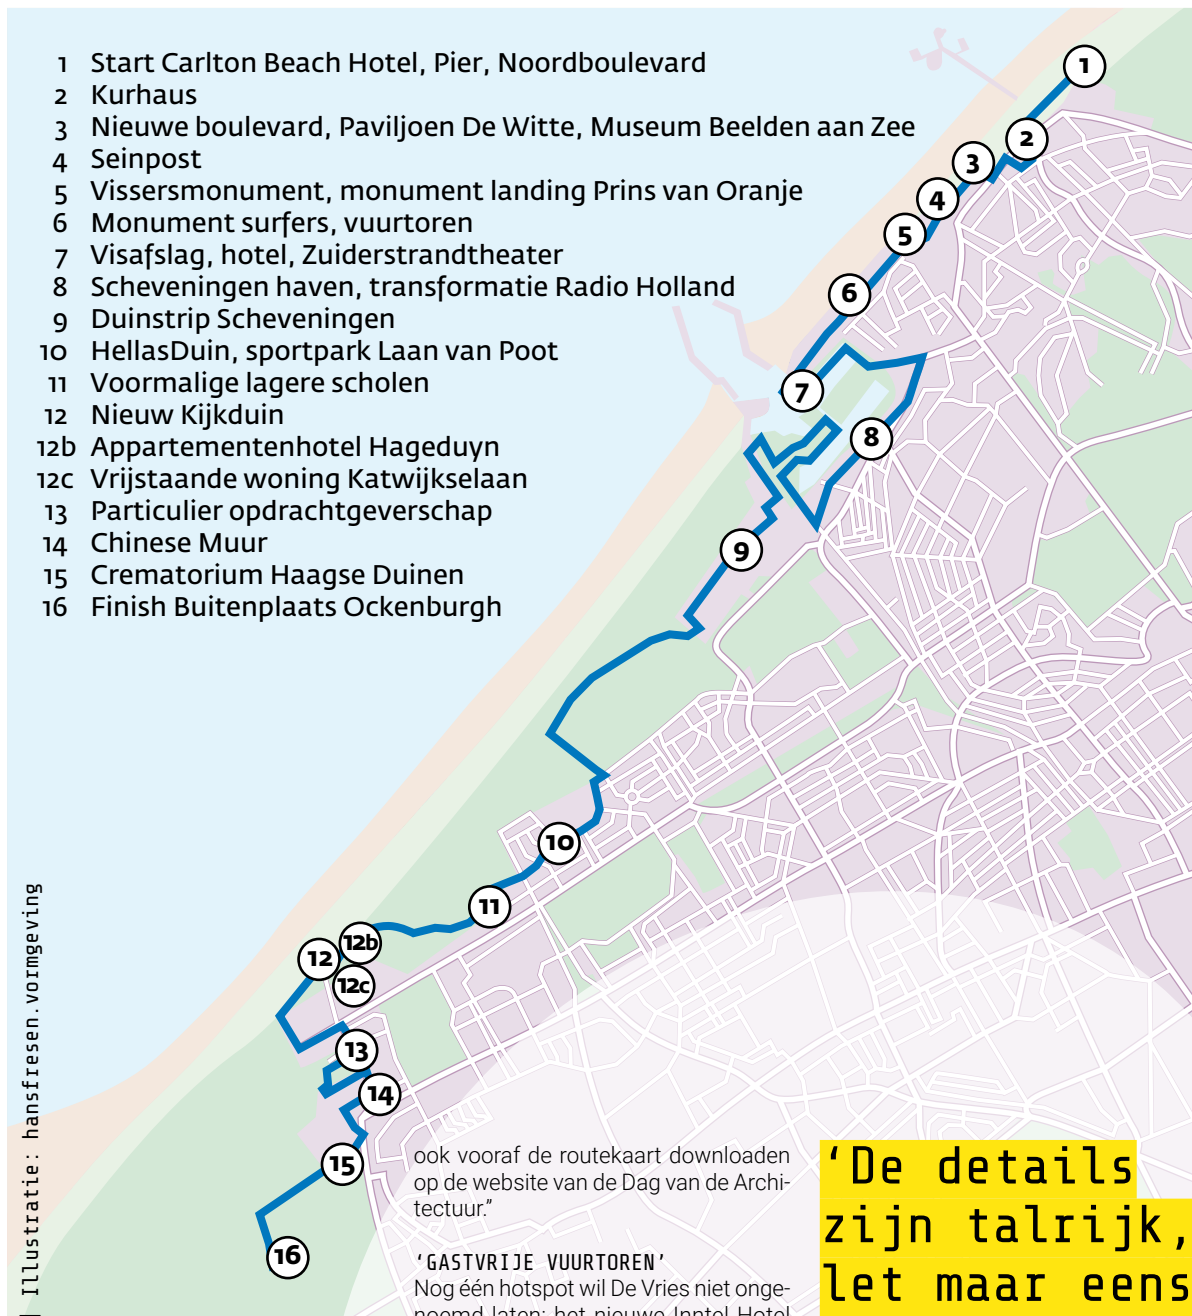 1 Start Carlton Beach Hotel, Pier, Noordboulevard
2 Kurhaus
3 Nieuwe boulevard, Paviljoen De Witte, Museum Beelden aan Zee
4 Seinpost
5 Vissersmonument, monument landing Prins van Oranje
6 Monument surfers, vuurtoren
7 Visafslag, hotel, Zuiderstrandtheater
8 Scheveningen haven, transformatie Radio Holland
9 Duinstrip Scheveningen
10 HellasDuin, sportpark Laan van Poot
11 Voormalige lagere scholen
12 Nieuw Kijkduin
12b Appartementenhotel Hageduyn
12c Vrijstaande woning Katwijkselaan
13 Particulier opdrachtgeverschap
14 Chinese Muur
15 Crematorium Haagse Duinen
16 Finish Buitenplaats Ockenburgh
1
2
3
4
5
6
7
8
9
10
11
12b
12
12c
13
14
15
16
Illustratie: hansfresen.vormgeving
ook vooraf de routekaart downloaden
op de website van de Dag van de Archi-
tectuur.”
‘GASTVRIJE VUURTOREN’
Nog één hotspot wil De Vries niet onge-
noemd laten: het nieuwe Inntel Hotel
‘De details
zijn talrijk,
let maar eens